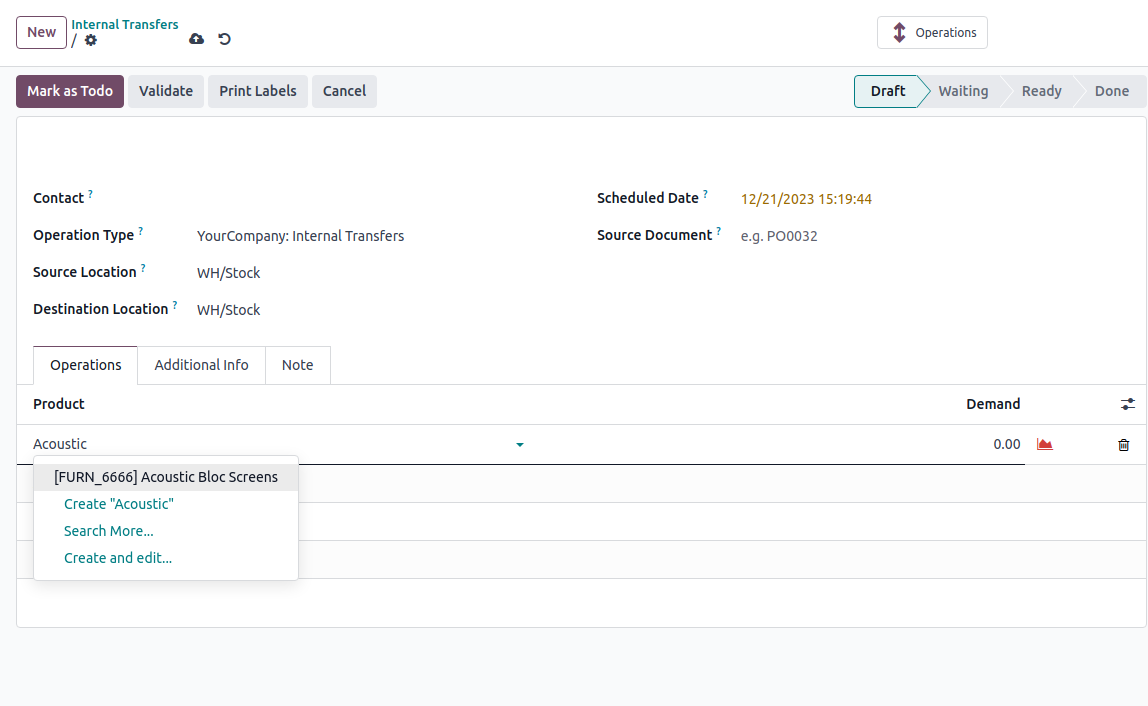 New
Internal Transfers
/
Operations
Mark as Todo
Validate
Print Labels
Cancel
Draft
Waiting
Ready
Done
Contact ?
Scheduled Date ?
12/21/2023 15:19:44
Operation Type ?
YourCompany: Internal Transfers
Source Document ?
e.g. PO0032
Source Location ?
WH/Stock
Destination Location ?
WH/Stock
Operations
Additional Info
Note
Product
Demand
Acoustic
0.00
[FURN_6666] Acoustic Bloc Screens
Create "Acoustic"
Search More...
Create and edit...